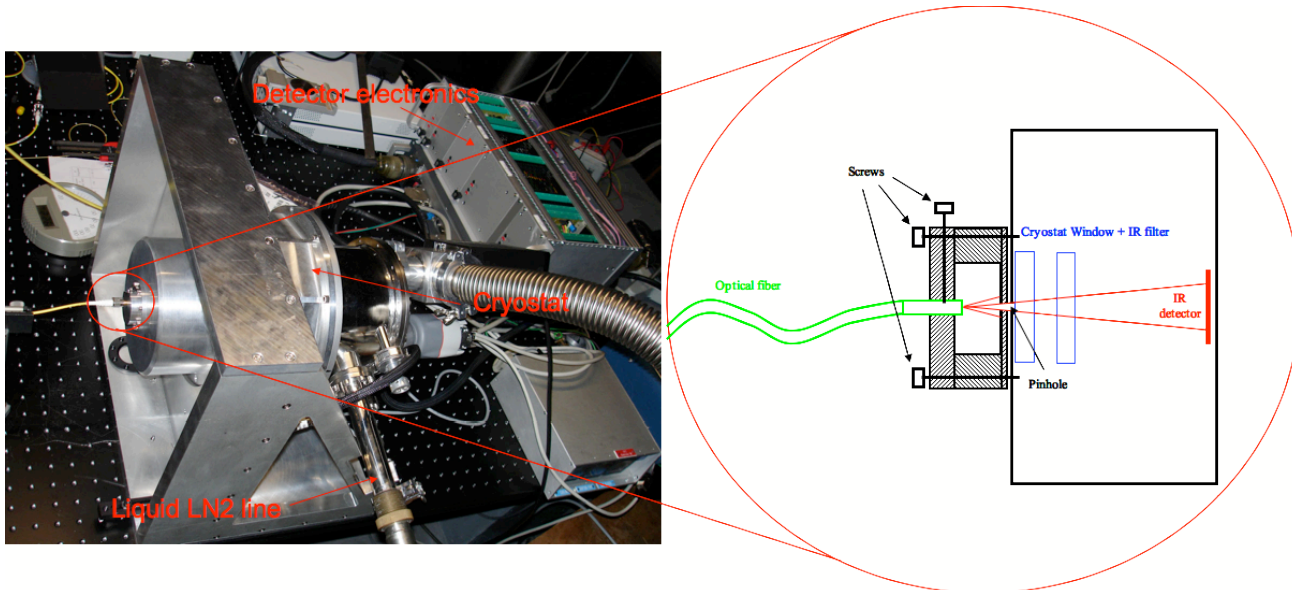 Detector electronics
Cryostat
Liquid LN2 line
Screws
Cryostat Window + IR filter
Optical fiber
IR
detector
Pinhole